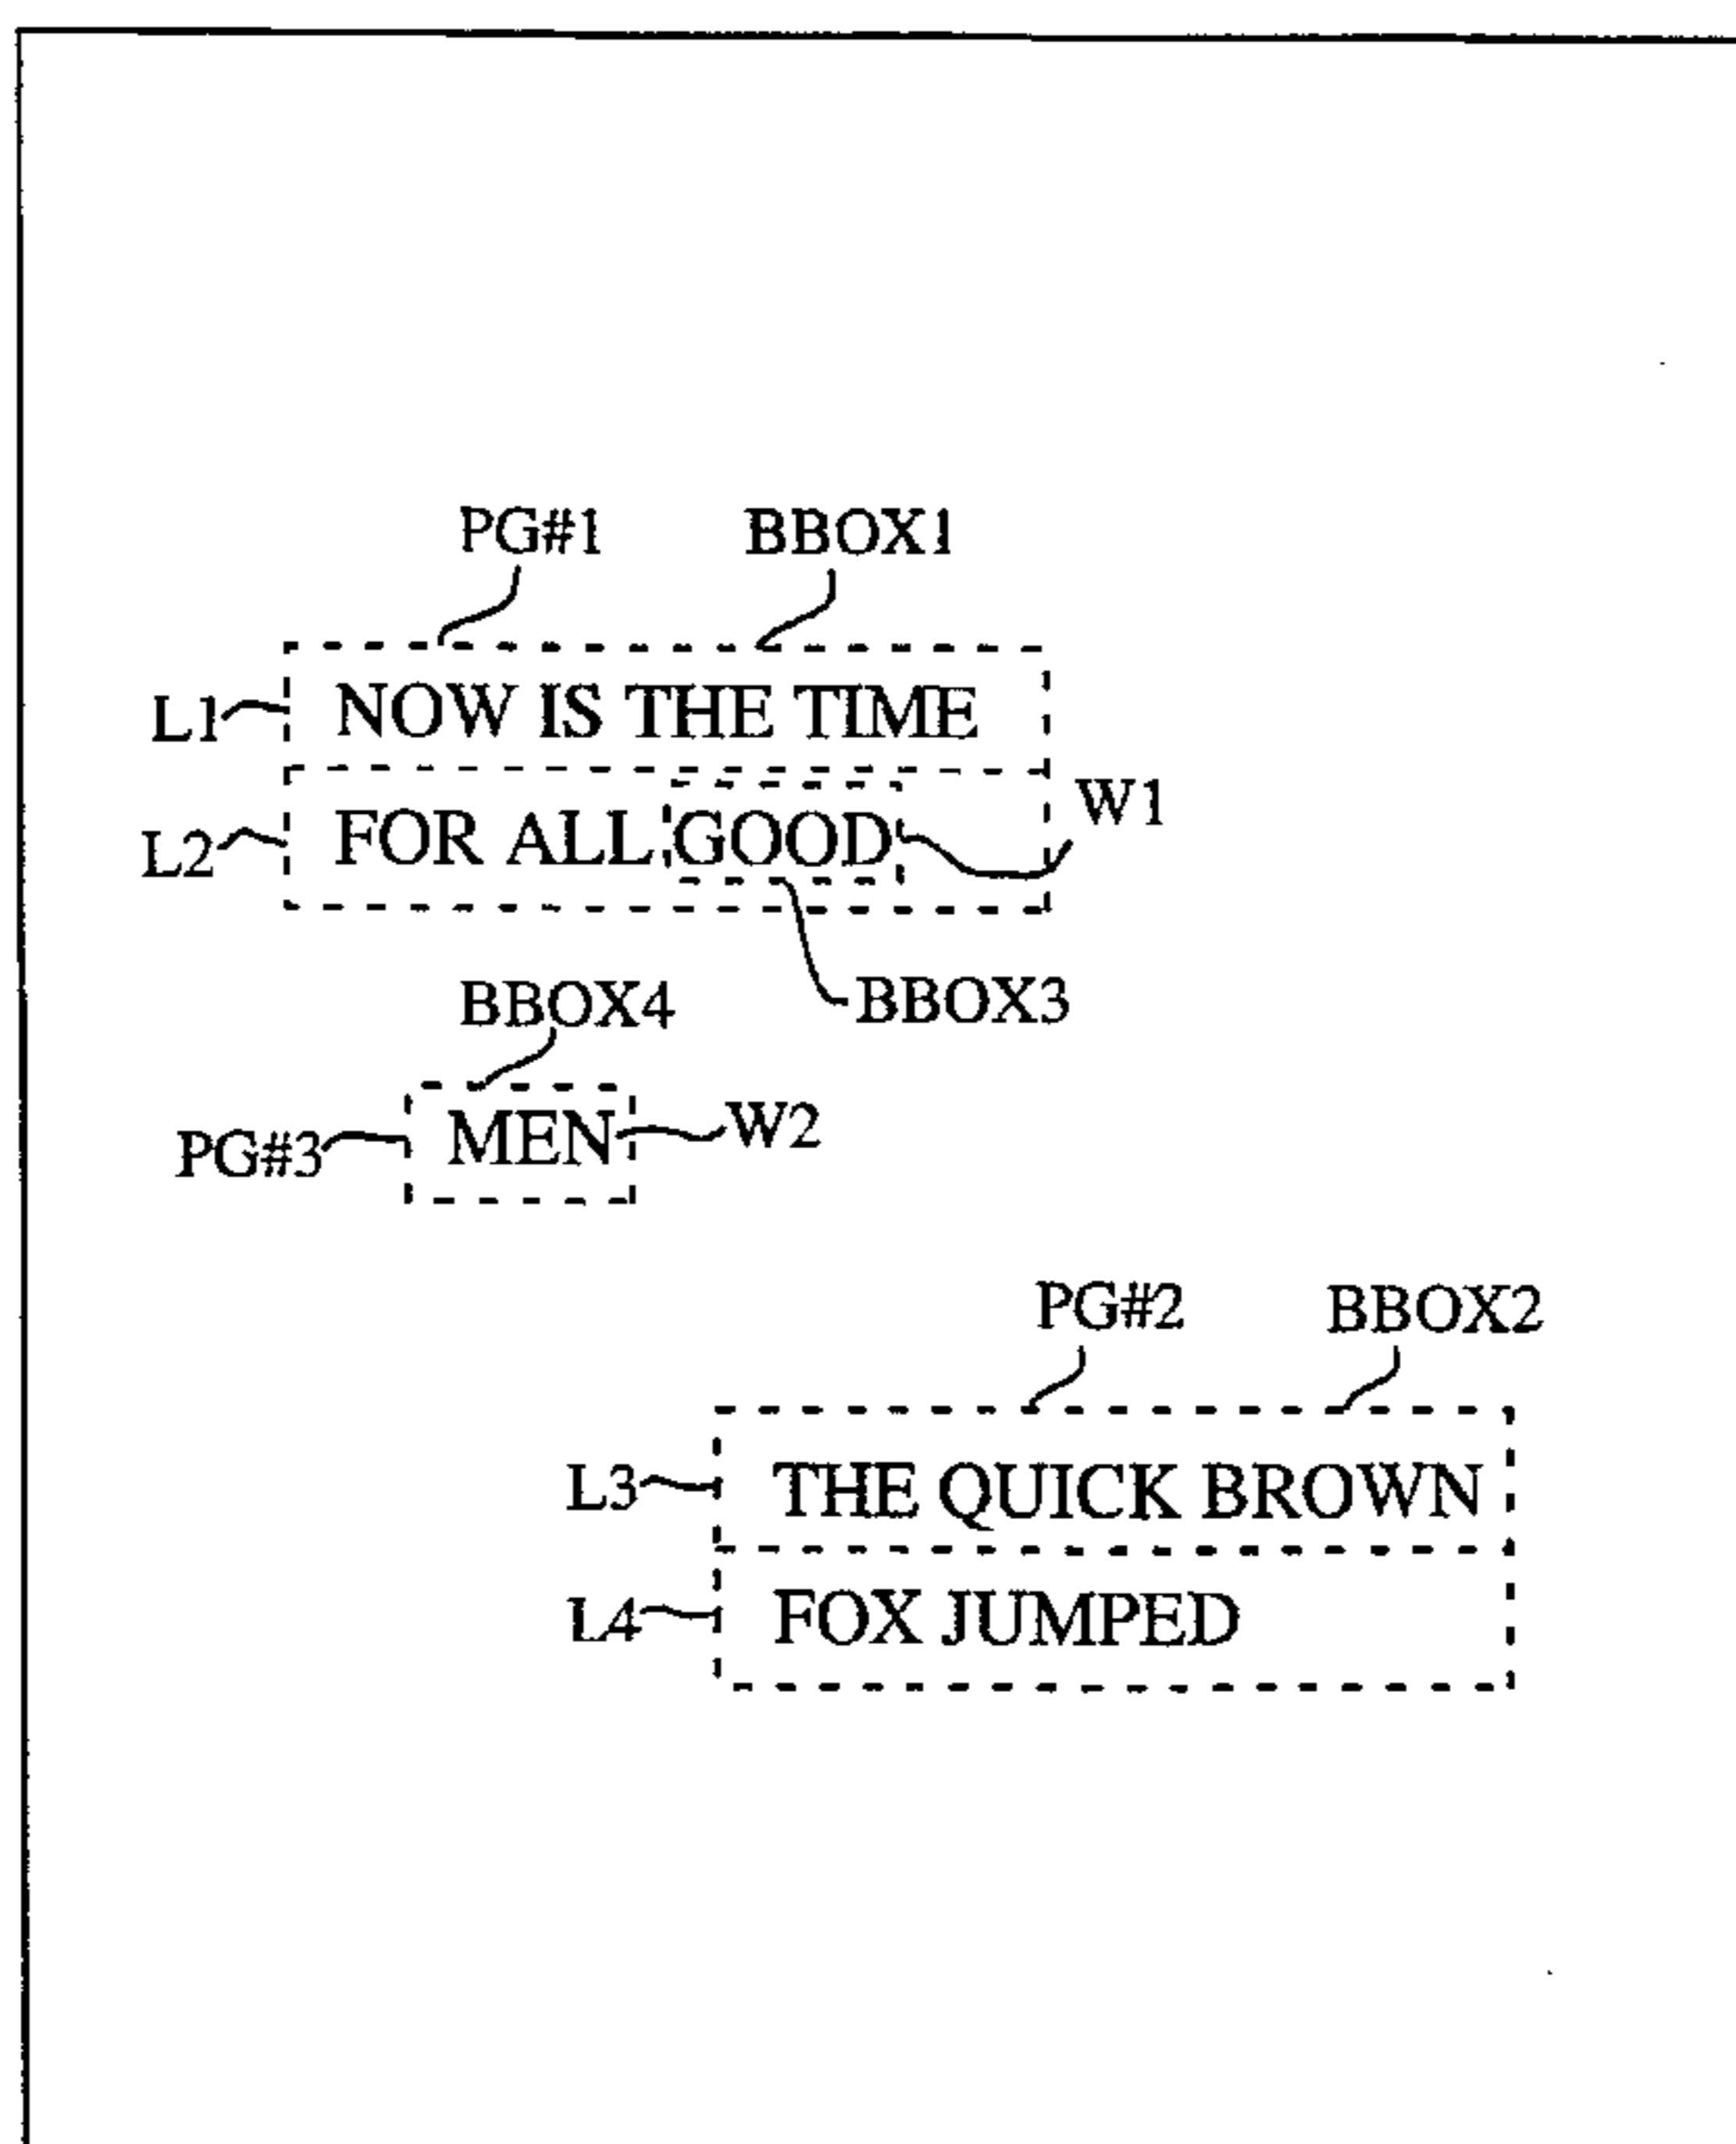 PG#1 BBOX1
L1 NOW IS THE TIME
W1
L2 FOR ALL GOOD
BBOX4 BBOX3
PG#3 MEN W2
PG#2 BBOX2
L3 THE QUICK BROWN
L4 FOX JUMPED